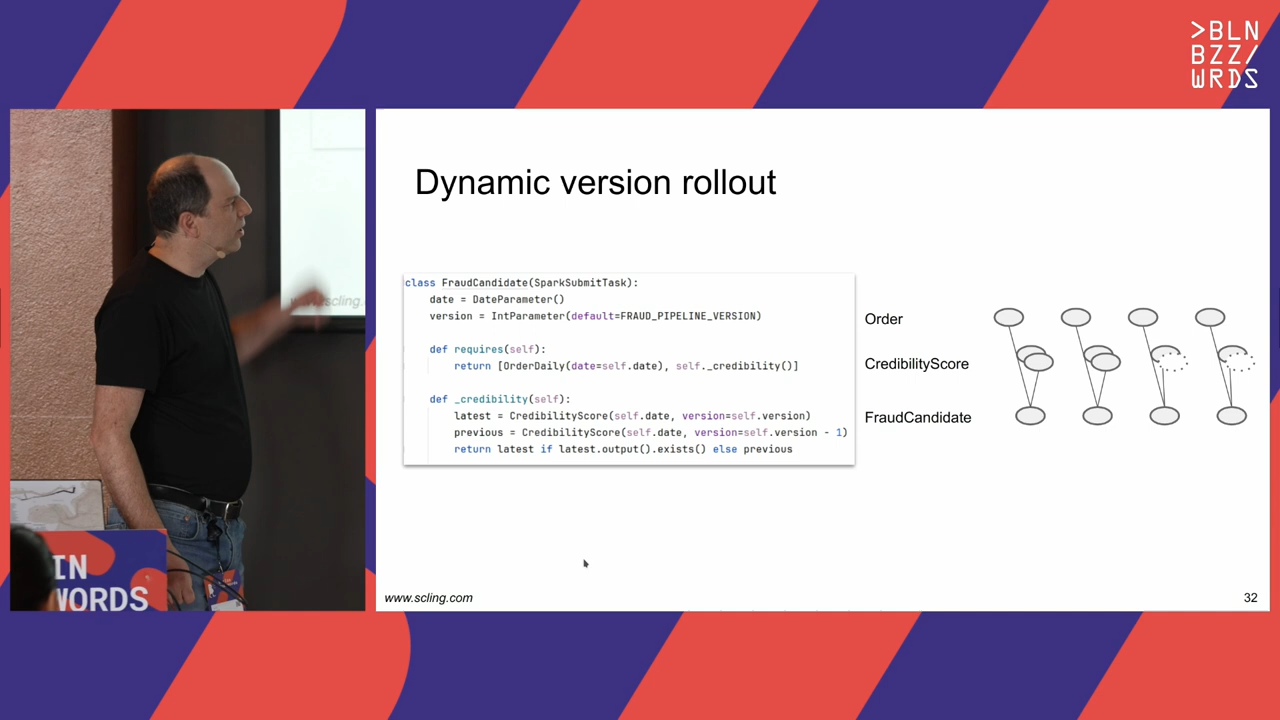 >BLN
BZZ/
WRDS
Dynamic version rollout
class FraudCandidate(SparkSubmitTask):
date = DateParameter()
version = IntParameter(default=FRAUD_PIPELINE_VERSION)
def requires(self):
return [OrderDaily(date=self.date), self._credibility()]
def _credibility(self):
latest = CredibilityScore(self.date, version=self.version)
previous = CredibilityScore(self.date, version=self.version - 1)
return latest if latest.output().exists() else previous
Order
CredibilityScore
FraudCandidate
www.scling.com
32
www.scling.
IN
WORDS